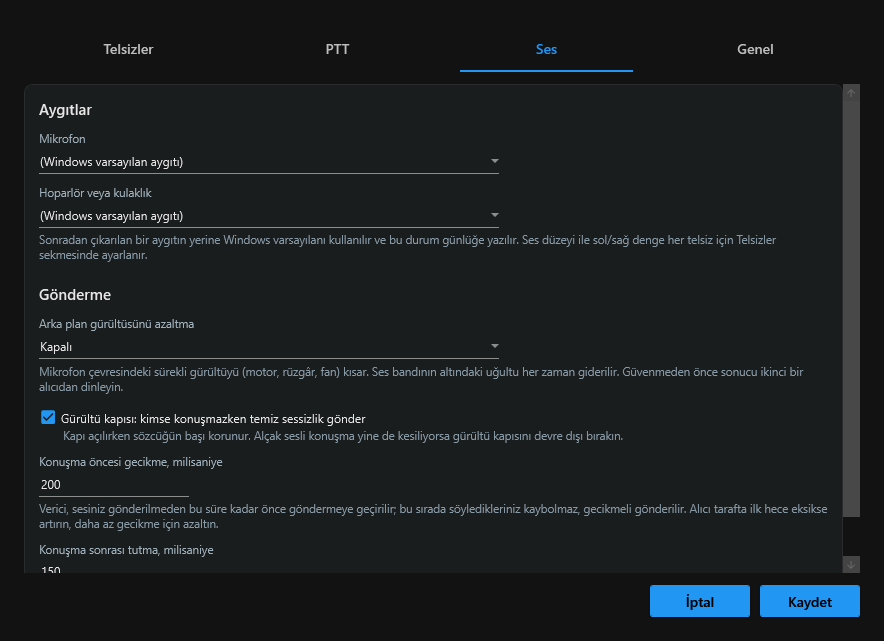 Telsizler
PTT
Ses
Genel
Aygıtlar
Mikrofon
(Windows varsayılan aygıtı)
Hoparlör veya kulaklık
(Windows varsayılan aygıtı)
Sonradan çıkarılan bir aygıtın yerine Windows varsayılanı kullanılır ve bu durum günlüğe yazılır. Ses düzeyi ile sol/sağ denge her telsiz için Telsizler
sekmesinde ayarlanır.
Gönderme
Arka plan gürültüsünü azaltma
Kapalı
Mikrofon çevresindeki sürekli gürültüyü (motor, rüzgâr, fan) kısar. Ses bandının altındaki uğultu her zaman giderilir. Güvenmeden önce sonucu ikinci bir
alıcıdan dinleyin.
Gürültü kapısı: kimse konuşmazken temiz sessizlik gönder
Kapı açılırken sözcüğün başı korunur. Alçak sesli konuşma yine de kesiliyorsa gürültü kapısını devre dışı bırakın.
Konuşma öncesi gecikme, milisaniye
200
Verici, sesiniz gönderilmeden bu süre kadar önce göndermeye geçirilir; bu sırada söyledikleriniz kaybolmaz, gecikmeli gönderilir. Alıcı tarafta ilk hece eksikse
artırın, daha az gecikme için azaltın.
Konuşma sonrası tutma, milisaniye
150
İptal
Kaydet